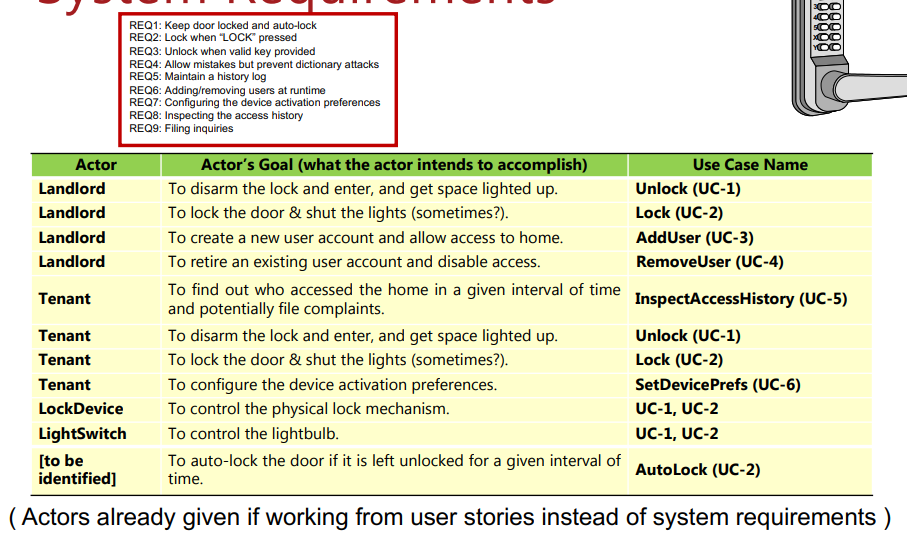 System Requirements
REQ1: Keep door locked and auto-lock
REQ2: Lock when “LOCK” pressed
REQ3: Unlock when valid key provided
REQ4: Allow mistakes but prevent dictionary attacks
REQ5: Maintain a history log
REQ6: Adding/removing users at runtime
REQ7: Configuring the device activation preferences
REQ8: Inspecting the access history
REQ9: Filing inquiries
Actor Actor’s Goal (what the actor intends to accomplish) Use Case Name
Landlord To disarm the lock and enter, and get space lighted up. Unlock (UC-1)
Landlord To lock the door & shut the lights (sometimes?). Lock (UC-2)
Landlord To create a new user account and allow access to home. AddUser (UC-3)
Landlord To retire an existing user account and disable access. RemoveUser (UC-4)
Tenant To find out who accessed the home in a given interval of time
and potentially file complaints. InspectAccessHistory (UC-5)
Tenant To disarm the lock and enter, and get space lighted up. Unlock (UC-1)
Tenant To lock the door & shut the lights (sometimes?). Lock (UC-2)
Tenant To configure the device activation preferences. SetDevicePrefs (UC-6)
LockDevice To control the physical lock mechanism. UC-1, UC-2
LightSwitch To control the lightbulb. UC-1, UC-2
[to be
identified] To auto-lock the door if it is left unlocked for a given interval of
time. AutoLock (UC-2)
( Actors already given if working from user stories instead of system requirements )